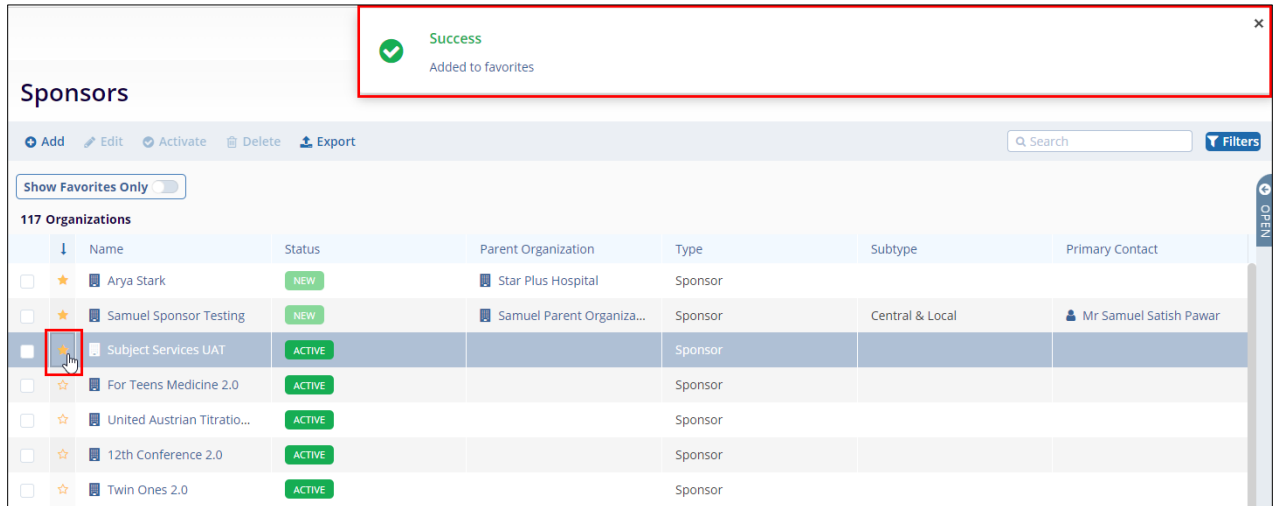 Success
Added to favorites
Sponsors
Add Edit Activate Delete Export Search Filters
Show Favorites Only
OPEN
117 Organizations
Name Status Parent Organization Type Subtype Primary Contact
Arya Stark NEW Star Plus Hospital Sponsor
Samuel Sponsor Testing NEW Samuel Parent Organiza... Sponsor Central & Local Mr Samuel Satish Pawar
Subject Services UAT ACTIVE Sponsor
For Teens Medicine 2.0 ACTIVE Sponsor
United Austrian Titratio... ACTIVE Sponsor
12th Conference 2.0 ACTIVE Sponsor
Twin Ones 2.0 ACTIVE Sponsor